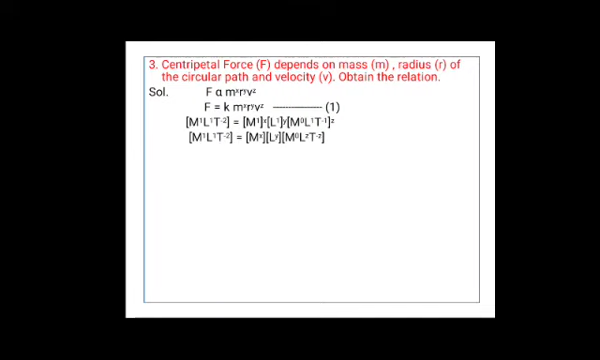 3. Centripetal Force (F) depends on mass (m) , radius (r) of
the circular path and velocity (v). Obtain the relation.
Sol. F α mˣrʸvᶻ
F = k mˣrʸvᶻ ---------------- (1)
[M¹L¹T⁻²] = [M¹]ˣ[L¹]ʸ[M⁰L¹T⁻¹]ᶻ
[M¹L¹T⁻²] = [Mˣ][Lʸ][M⁰LᶻT⁻ᶻ]